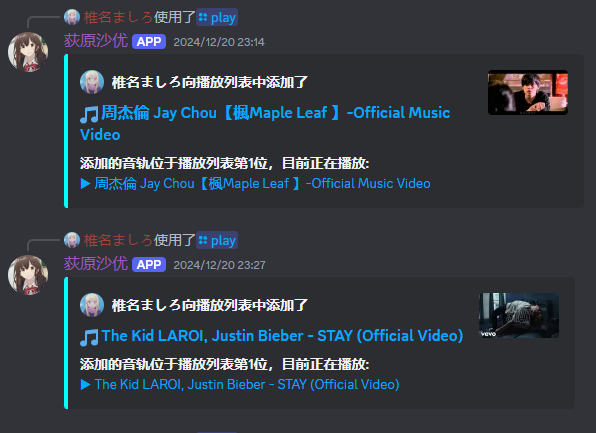 椎名ましろ使用了 play
荻原沙优 APP 2024/12/20 23:14
椎名ましろ向播放列表中添加了
🎵周杰倫 Jay Chou【楓Maple Leaf 】-Official Music
Video
添加的音轨位于播放列表第1位，目前正在播放:
▶ 周杰倫 Jay Chou【楓Maple Leaf 】-Official Music Video
椎名ましろ使用了 play
荻原沙优 APP 2024/12/20 23:27
椎名ましろ向播放列表中添加了
🎵The Kid LAROI, Justin Bieber - STAY (Official Video)
vevo
添加的音轨位于播放列表第1位，目前正在播放:
▶ The Kid LAROI, Justin Bieber - STAY (Official Video)